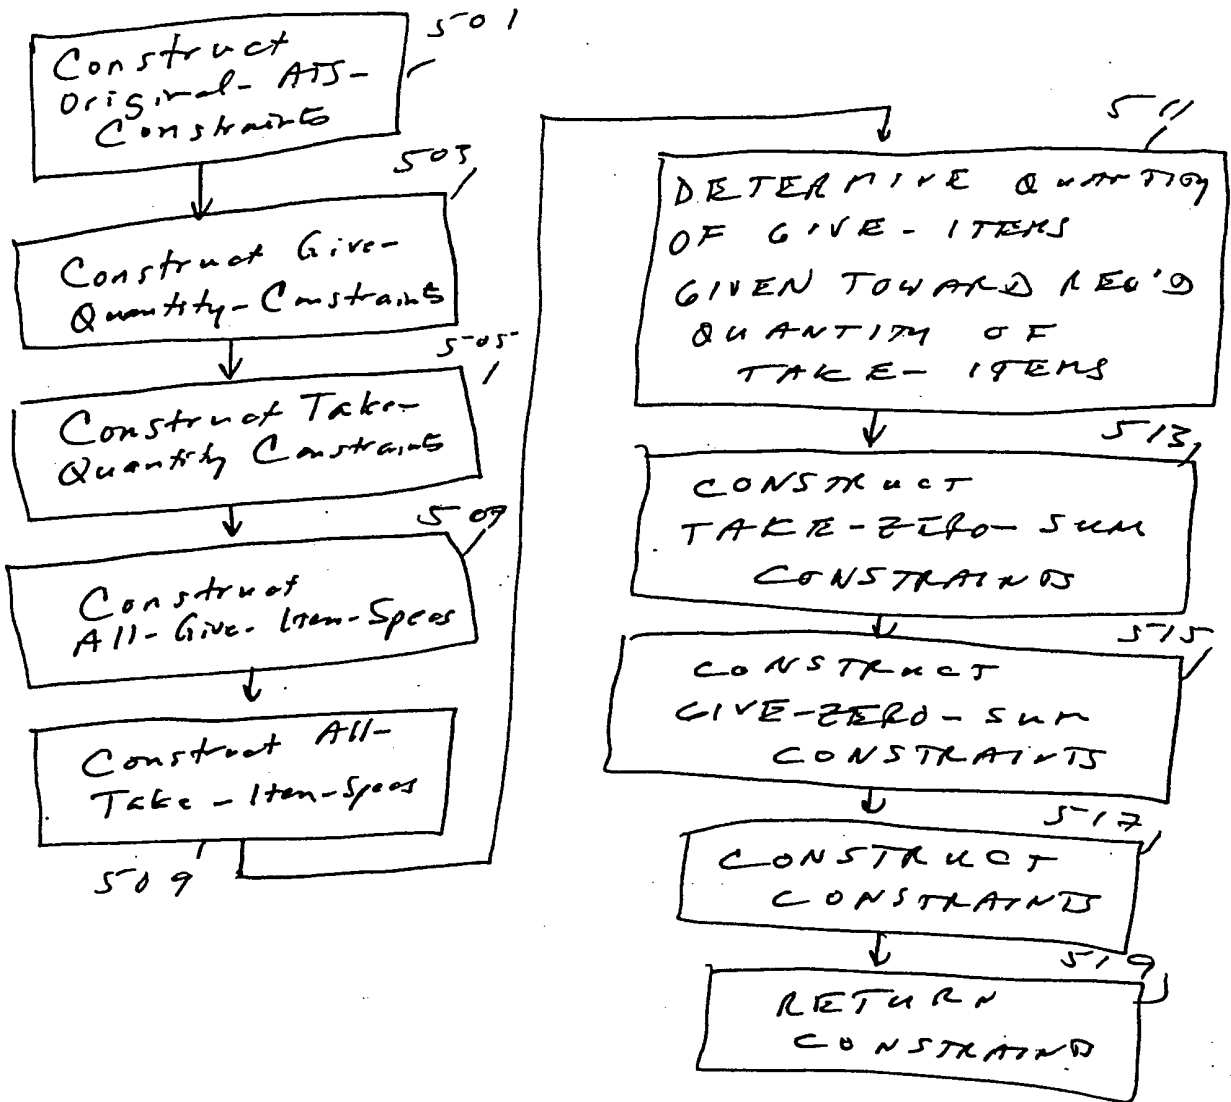 501
Construct
Original-ATS-
Constraints
503
Construct Give-
Quantity-Constraints
505
Construct Take-
Quantity Constraints
507
Construct
All-Give-Item-Specs
Construct All-
Take-Item-Specs
509
511
DETERMINE QUANTITY
OF GIVE-ITEMS
GIVEN TOWARD REQ'D
QUANTITY OF
TAKE-ITEMS
513
CONSTRUCT
TAKE-ZERO-SUM
CONSTRAINTS
515
CONSTRUCT
GIVE-ZERO-SUM
CONSTRAINTS
517
CONSTRUCT
CONSTRAINTS
519
RETURN
CONSTRAINTS